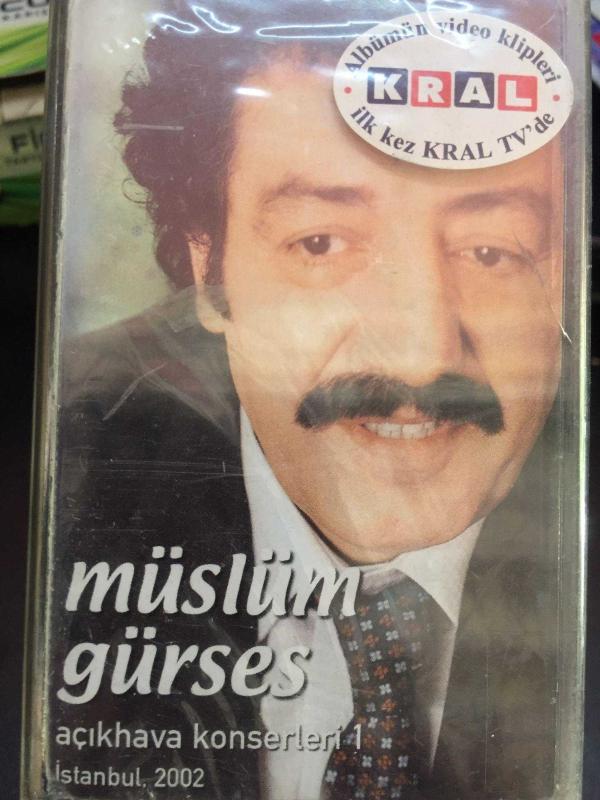 Albümün video klipleri
KRAL
ilk kez KRAL TV'de
müslüm
gürses
açıkhava konserleri 1
İstanbul, 2002